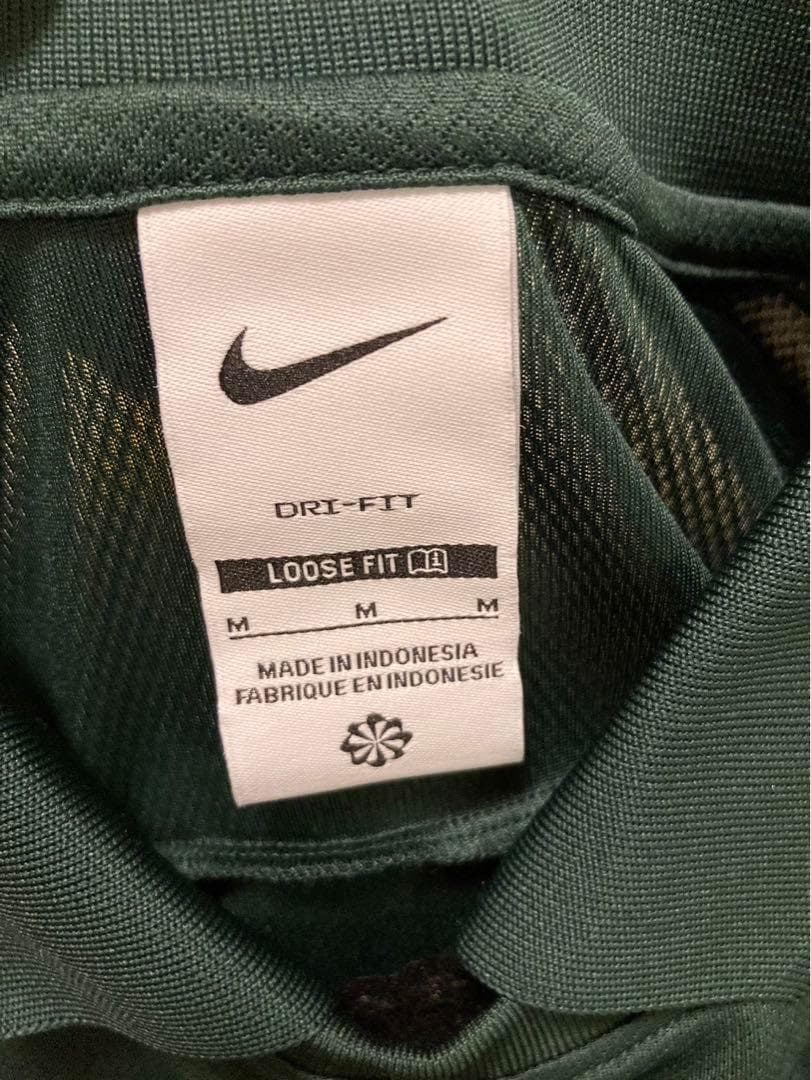 DRI-FIT
LOOSE FIT
M M M
MADE IN INDONESIA
FABRIQUE EN INDONESIE